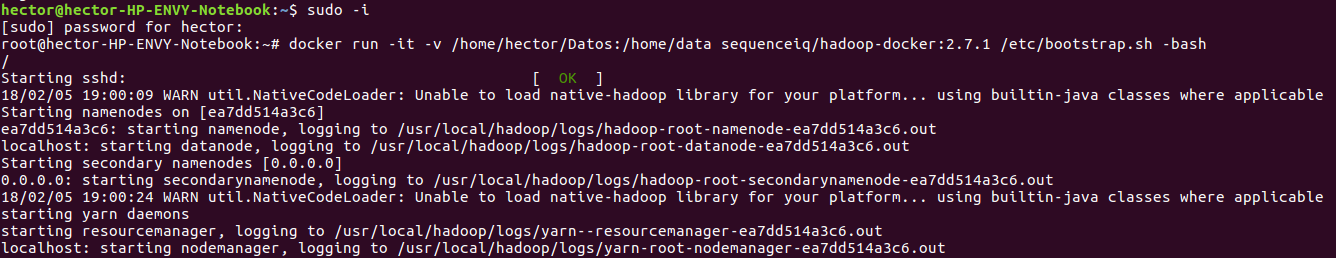 hector@hector-HP-ENVY-Notebook:~$ sudo -i
[sudo] password for hector:
root@hector-HP-ENVY-Notebook:~# docker run -it -v /home/hector/Datos:/home/data sequenceiq/hadoop-docker:2.7.1 /etc/bootstrap.sh -bash
/
Starting sshd: [ OK ]
18/02/05 19:00:09 WARN util.NativeCodeLoader: Unable to load native-hadoop library for your platform... using builtin-java classes where applicable
Starting namenodes on [ea7dd514a3c6]
ea7dd514a3c6: starting namenode, logging to /usr/local/hadoop/logs/hadoop-root-namenode-ea7dd514a3c6.out
localhost: starting datanode, logging to /usr/local/hadoop/logs/hadoop-root-datanode-ea7dd514a3c6.out
Starting secondary namenodes [0.0.0.0]
0.0.0.0: starting secondarynamenode, logging to /usr/local/hadoop/logs/hadoop-root-secondarynamenode-ea7dd514a3c6.out
18/02/05 19:00:24 WARN util.NativeCodeLoader: Unable to load native-hadoop library for your platform... using builtin-java classes where applicable
starting yarn daemons
starting resourcemanager, logging to /usr/local/hadoop/logs/yarn--resourcemanager-ea7dd514a3c6.out
localhost: starting nodemanager, logging to /usr/local/hadoop/logs/yarn-root-nodemanager-ea7dd514a3c6.out